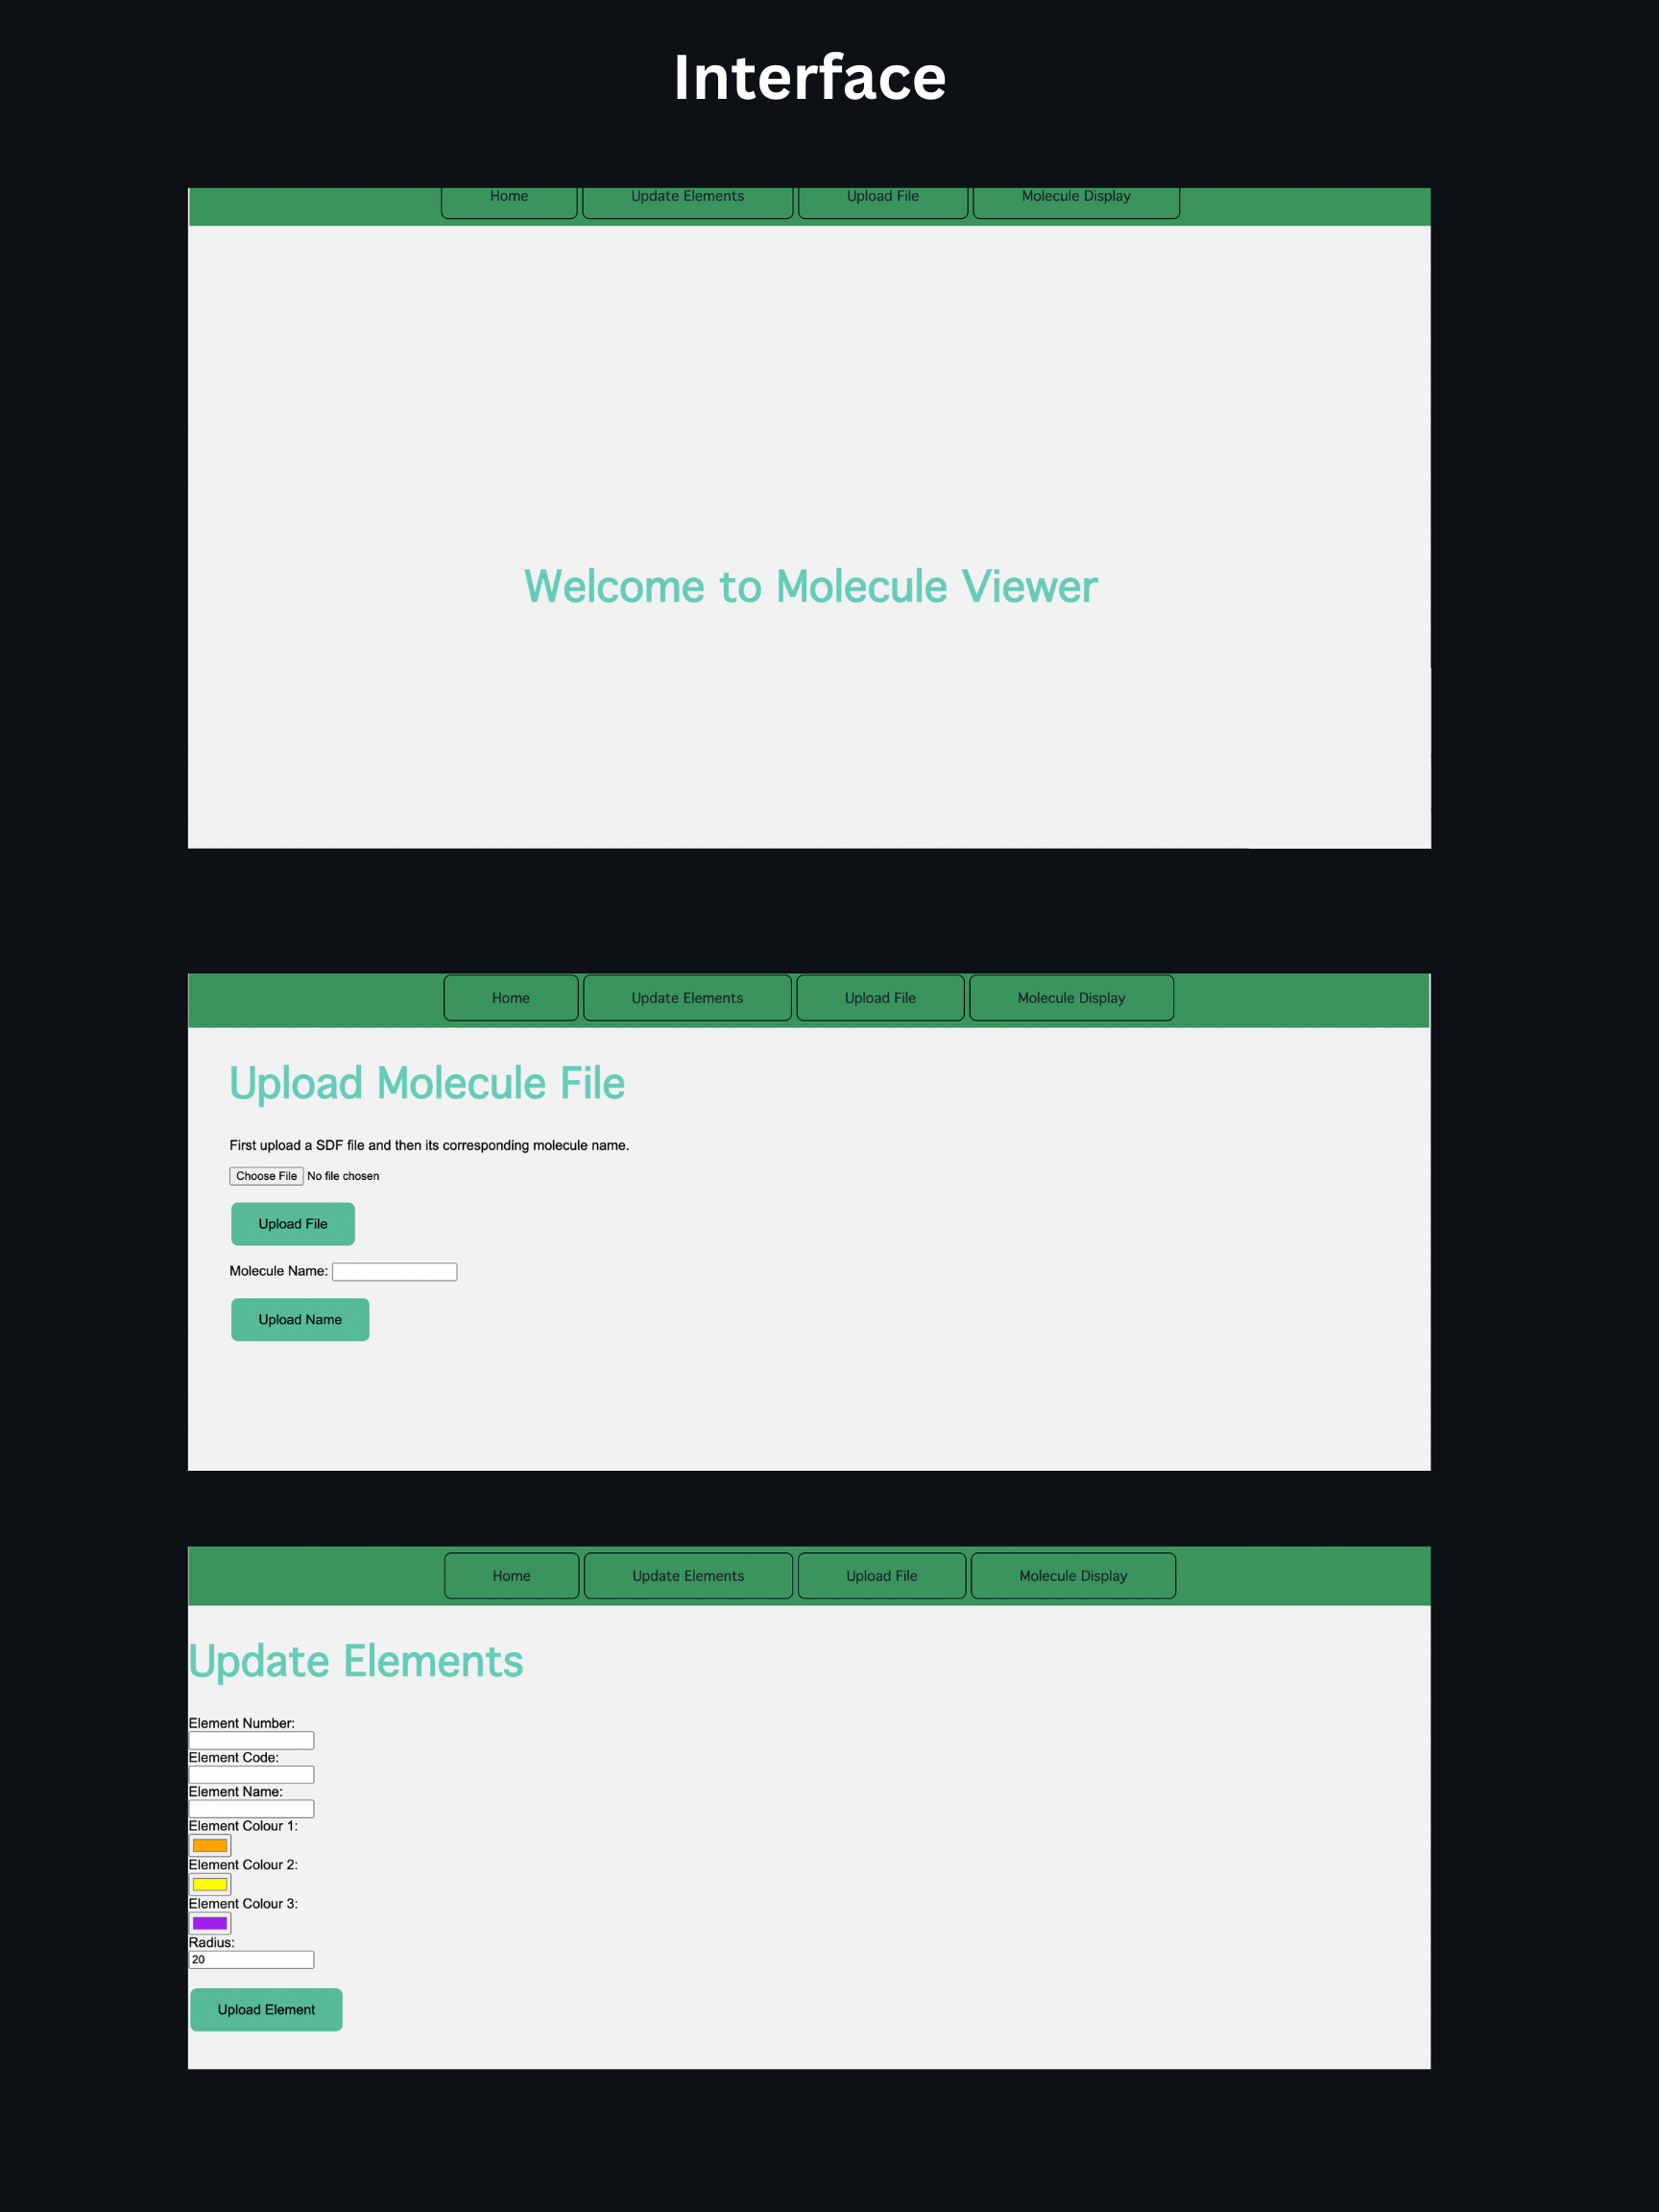 Interface
Home Update Elements Upload File Molecule Display
Welcome to Molecule Viewer
Home Update Elements Upload File Molecule Display
Upload Molecule File
First upload a SDF file and then its corresponding molecule name.
Choose File No file chosen
Upload File
Molecule Name:
Upload Name
Home Update Elements Upload File Molecule Display
Update Elements
Element Number:
Element Code:
Element Name:
Element Colour 1:
Element Colour 2:
Element Colour 3:
Radius:
20
Upload Element